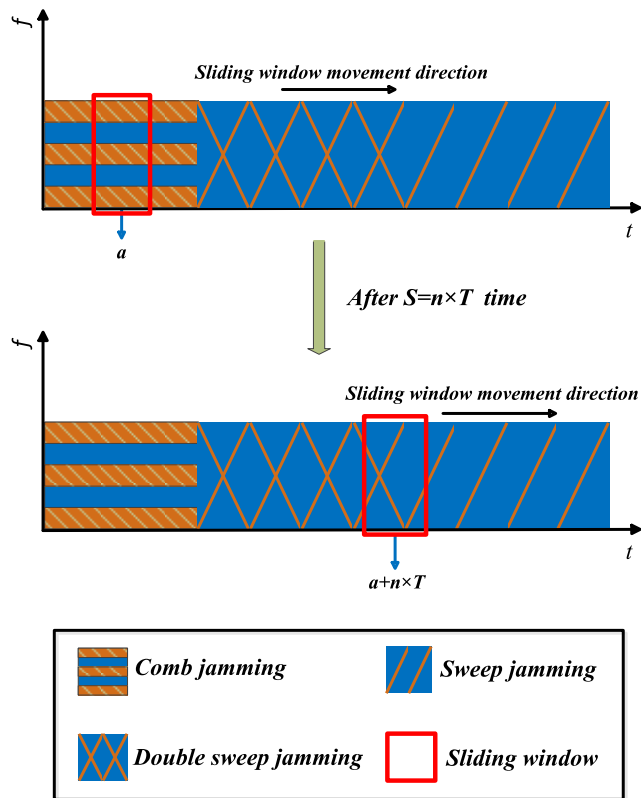 f
Sliding window movement direction
t
a
After S=n×T time
f
Sliding window movement direction
t
a+n×T
Comb jamming
Sweep jamming
Double sweep jamming
Sliding window